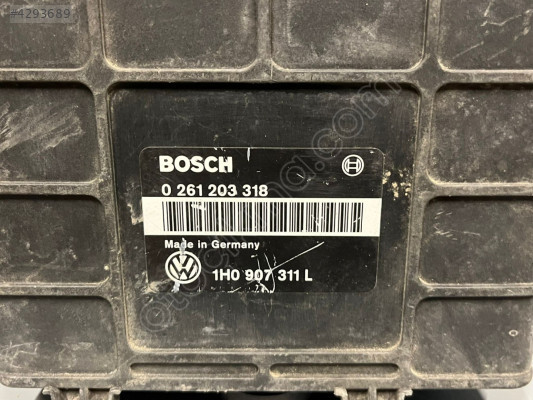 #4293689
BOSCH
0 261 203 318
Made in Germany
1H0 907 311 L